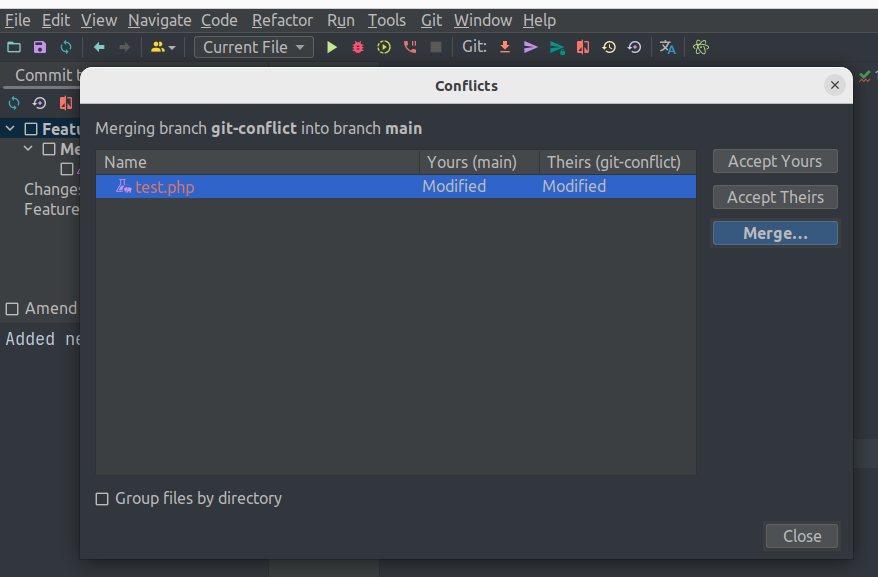 File Edit View Navigate Code Refactor Run Tools Git Window Help
Current File Git:
Commit t
Conflicts
Merging branch git-conflict into branch main
Name Yours (main) Theirs (git-conflict)
test.php Modified Modified
Accept Yours
Accept Theirs
Merge...
Featu
Me
Change
Feature
Amend
Added ne
Group files by directory
Close